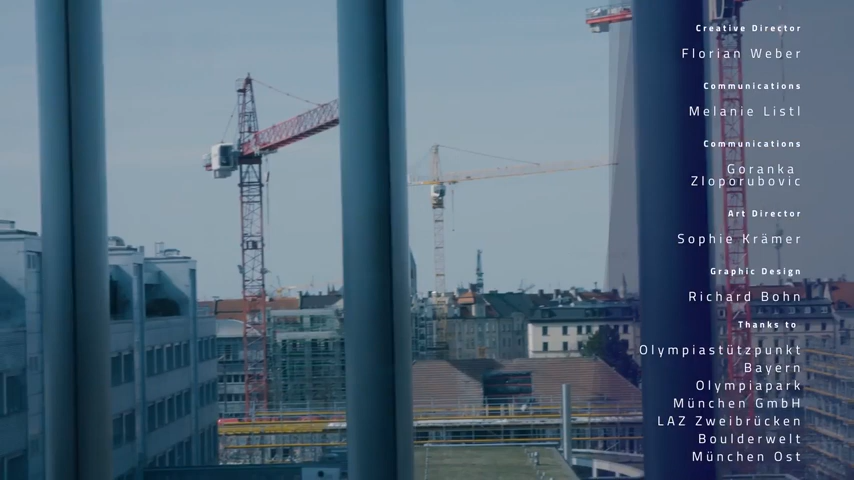 Creative Director
Florian Weber
Communications
Melanie Listl
Communications
Goranka
Zloporubovic
Art Director
Sophie Krämer
Graphic Design
Richard Bohn
Thanks to
Olympiastützpunkt
Bayern
Olympiapark
München GmbH
LAZ Zweibrücken
Boulderwelt
München Ost